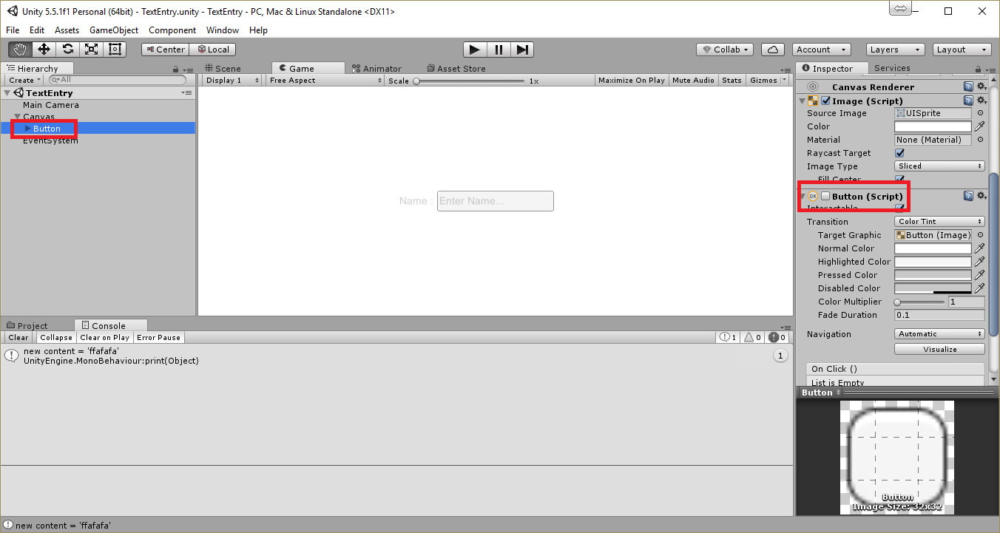 Unity 5.5.1f1 Personal (64bit) - TextEntry.unity - TextEntry - PC, Mac & Linux Standalone <DX11>
File Edit Assets GameObject Component Window Help
Center Local Collab Account Layers Layout
Hierarchy
Create All
TextEntry
Main Camera
Canvas
Button
EventSystem
Scene Game Animator Asset Store
Display 1 Free Aspect Scale 1x Maximize On Play Mute Audio Stats Gizmos
Name : Enter Name...
Project Console
Clear Collapse Clear on Play Error Pause 1 0 0
new content = 'ffafafa'
UnityEngine.MonoBehaviour:print(Object)
1
Inspector Services
Canvas Renderer
Image (Script)
Source Image UISprite
Color
Material None (Material)
Raycast Target
Image Type Sliced
Fill Center
OK Button (Script)
Interactable
Transition Color Tint
Target Graphic Button (Image)
Normal Color
Highlighted Color
Pressed Color
Disabled Color
Color Multiplier 1
Fade Duration 0.1
Navigation Automatic
Visualize
On Click ()
List is Empty
Button
Button
Image Size: 32x32
new content = 'ffafafa'